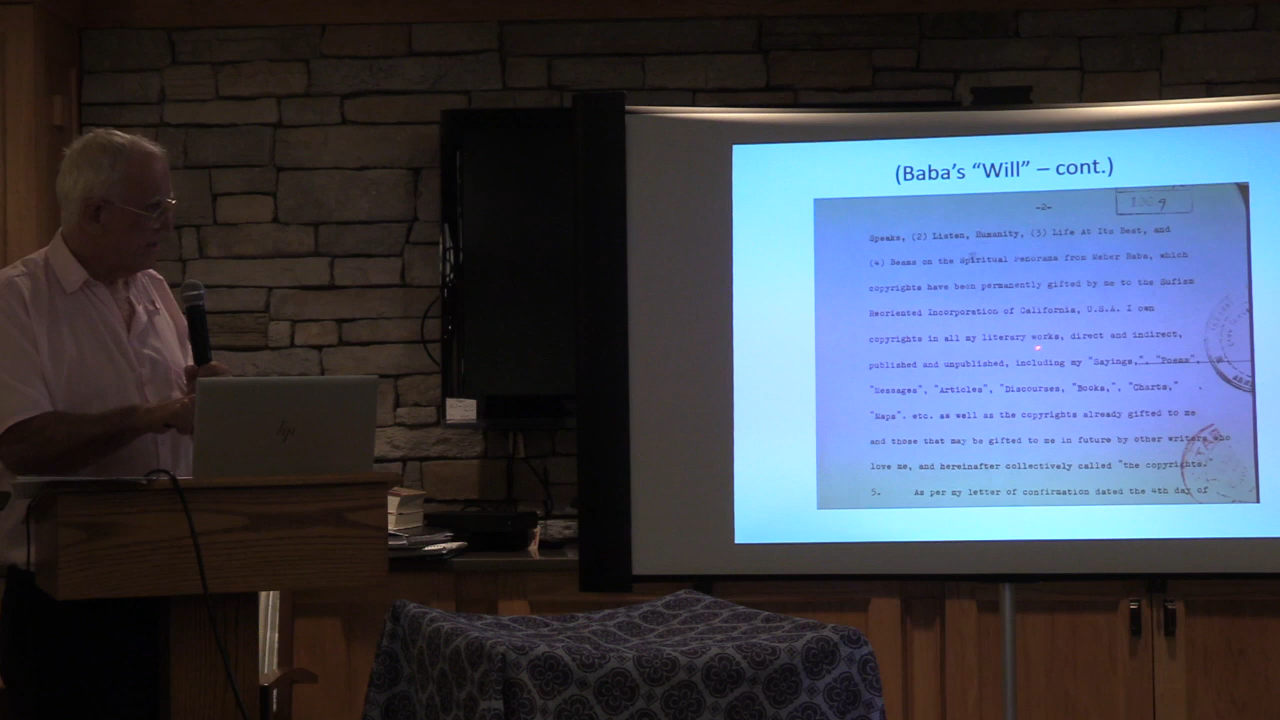 (Baba's "Will" – cont.)
-2-
Speaks, (2) Listen, Humanity, (3) Life At Its Best, and
(4) Beams on the Spiritual Panorama from Meher Baba, which
copyrights have been permanently gifted by me to the Sufism
Reoriented Incorporation of California, U.S.A. I own
copyrights in all my literary works, direct and indirect,
published and unpublished, including my "Sayings,", "Poems",
"Messages", "Articles", "Discourses, "Books,", "Charts,"
"Maps". etc. as well as the copyrights already gifted to me
and those that may be gifted to me in future by other writers who
love me, and hereinafter collectively called "the copyrights."
5. As per my letter of confirmation dated the 4th day of
hp